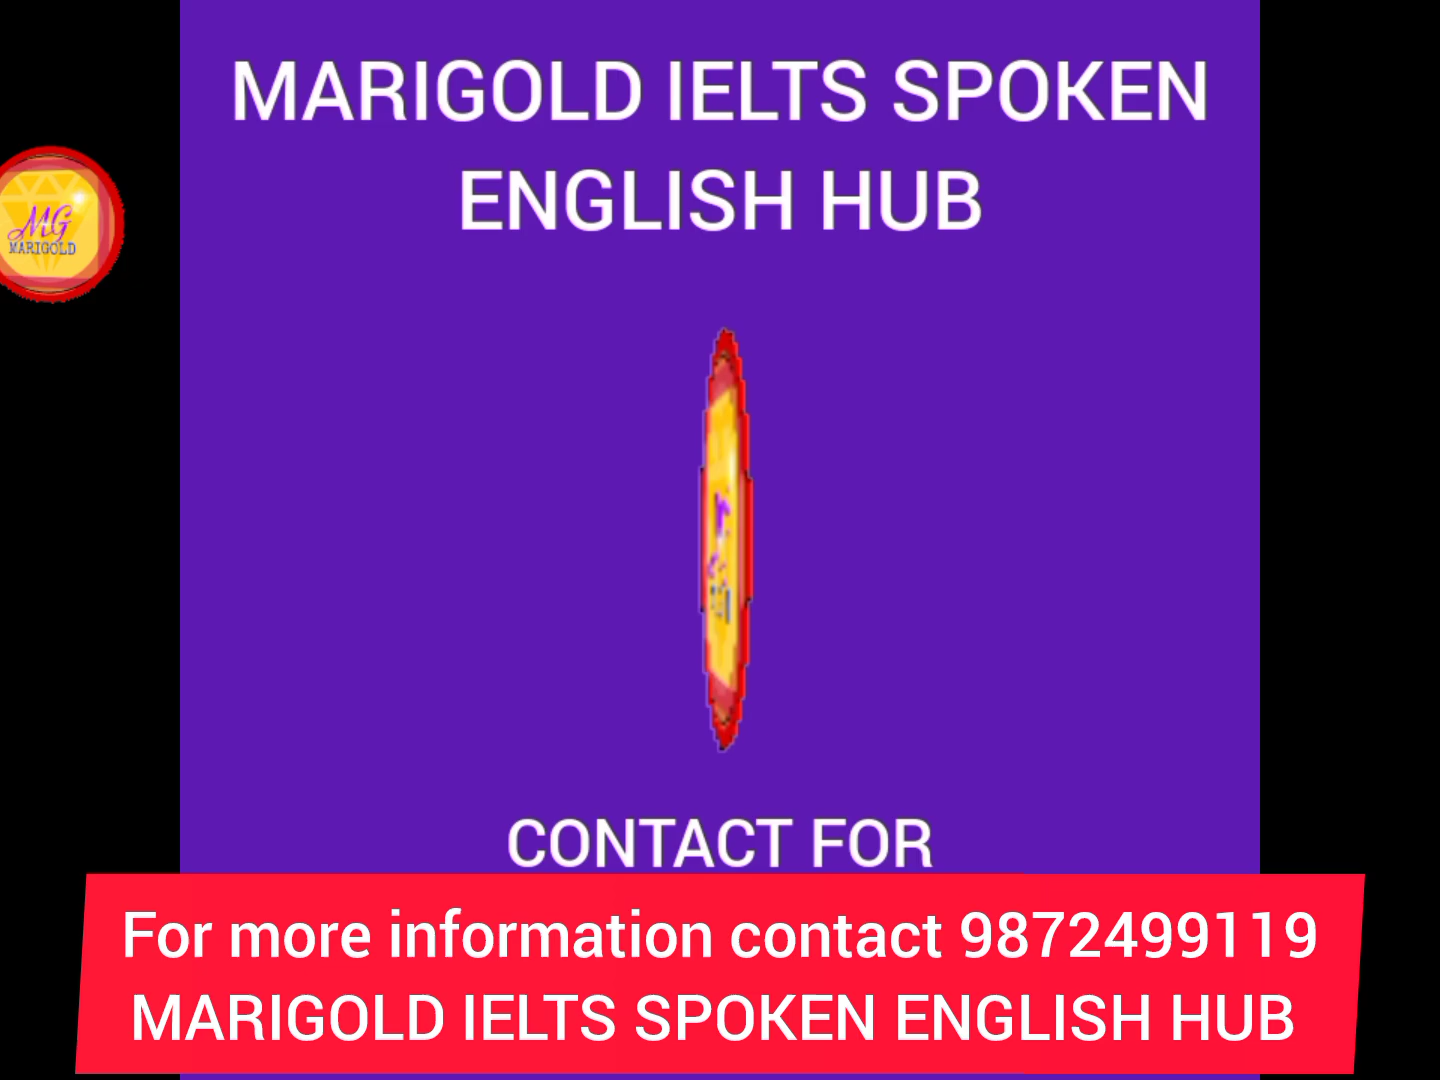 MARIGOLD IELTS SPOKEN
ENGLISH HUB
MG
MARIGOLD
CONTACT FOR
For more information contact 9872499119
MARIGOLD IELTS SPOKEN ENGLISH HUB